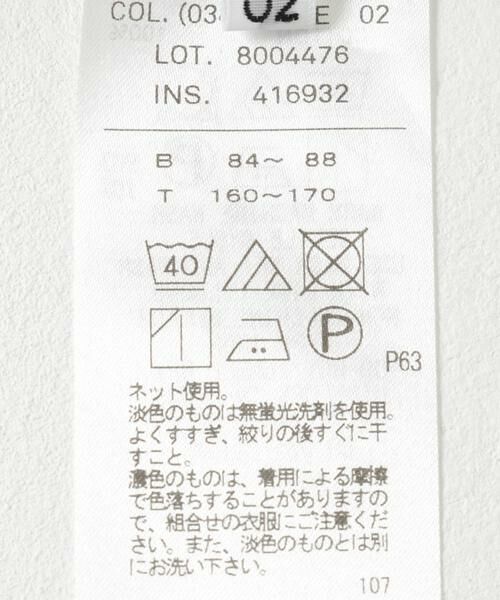 COL. (03 02 E 02
LOT. 8004476
INS. 416932
B 84～ 88
T 160～170
40
P
P63
ネット使用。
淡色のものは無蛍光洗剤を使用。
よくすすぎ、絞りの後すぐに干
すこと。
濃色のものは、着用による摩擦
で色落ちすることがありますの
で、組合せの衣服にご注意くだ
さい。また、淡色のものとは別
にお洗い下さい。
107